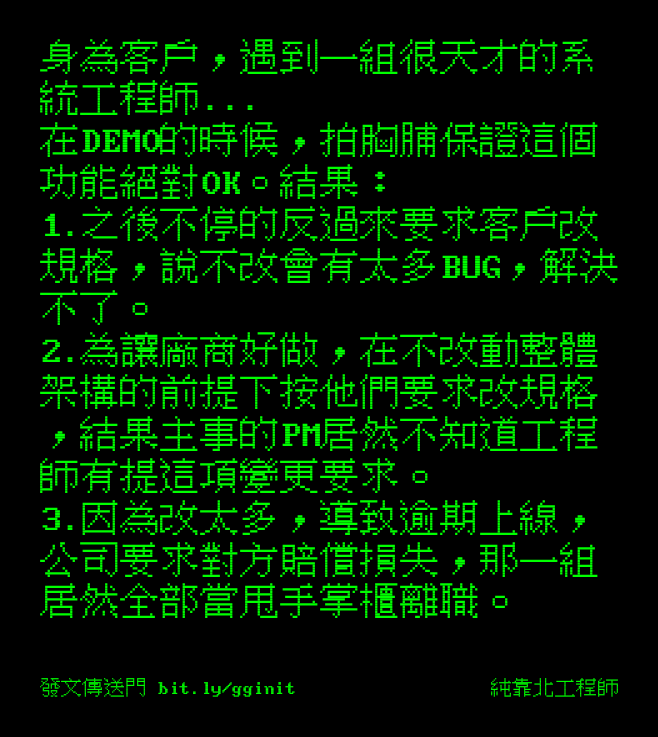 身為客戶，遇到一組很天才的系
統工程師...
在DEMO的時候，拍胸脯保證這個
功能絕對OK。結果：
1.之後不停的反過來要求客戶改
規格，說不改會有太多BUG，解決
不了。
2.為讓廠商好做，在不改動整體
架構的前提下按他們要求改規格
，結果主事的PM居然不知道工程
師有提這項變更要求。
3.因為改太多，導致逾期上線，
公司要求對方賠償損失，那一組
居然全部當甩手掌櫃離職。
發文傳送門 bit.ly/gginit
純靠北工程師